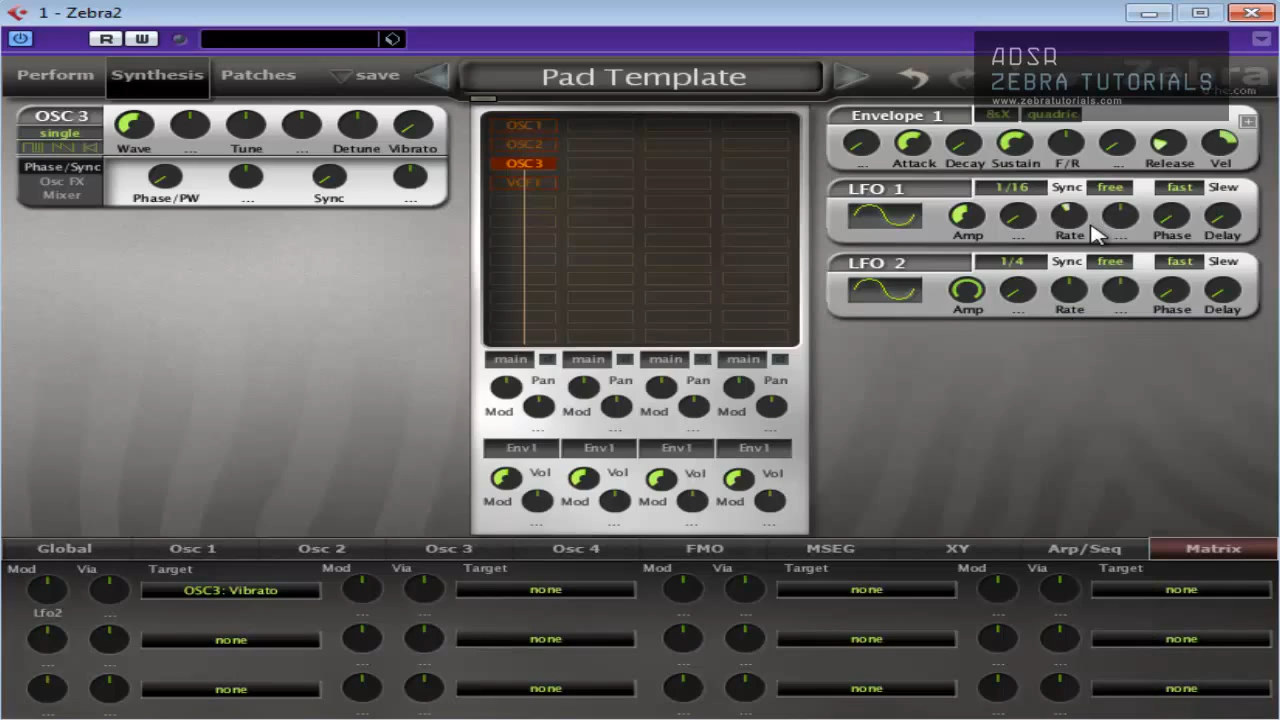 1 - Zebra2
R W
Perform Synthesis Patches save Pad Template
ADSR
ZEBRA TUTORIALS
www.zebratutorials.com
OSC 3
single
Wave ... Tune ... Detune Vibrato
Phase/Sync
Osc FX
Mixer
Phase/PW ... Sync ...
OSC1
OSC2
OSC3
VCF1
main main main main
Pan Pan Pan Pan
Mod Mod Mod Mod
... ... ... ...
Env1 Env1 Env1 Env1
Vol Vol Vol Vol
Mod Mod Mod Mod
... ... ... ...
Envelope 1 8sX quadric
... Attack Decay Sustain F/R ... Release Vel
LFO 1 1/16 Sync free fast Slew
Amp ... Rate ... Phase Delay
LFO 2 1/4 Sync free fast Slew
Amp ... Rate ... Phase Delay
Global Osc 1 Osc 2 Osc 3 Osc 4 FMO MSEG XY Arp/Seq Matrix
Mod Via Target Mod Via Target Mod Via Target Mod Via Target
OSC3: Vibrato none none none
Lfo2 ... ... ... ... ... ... ...
none none none none
... ... ... ... ... ... ... ...
none none none none